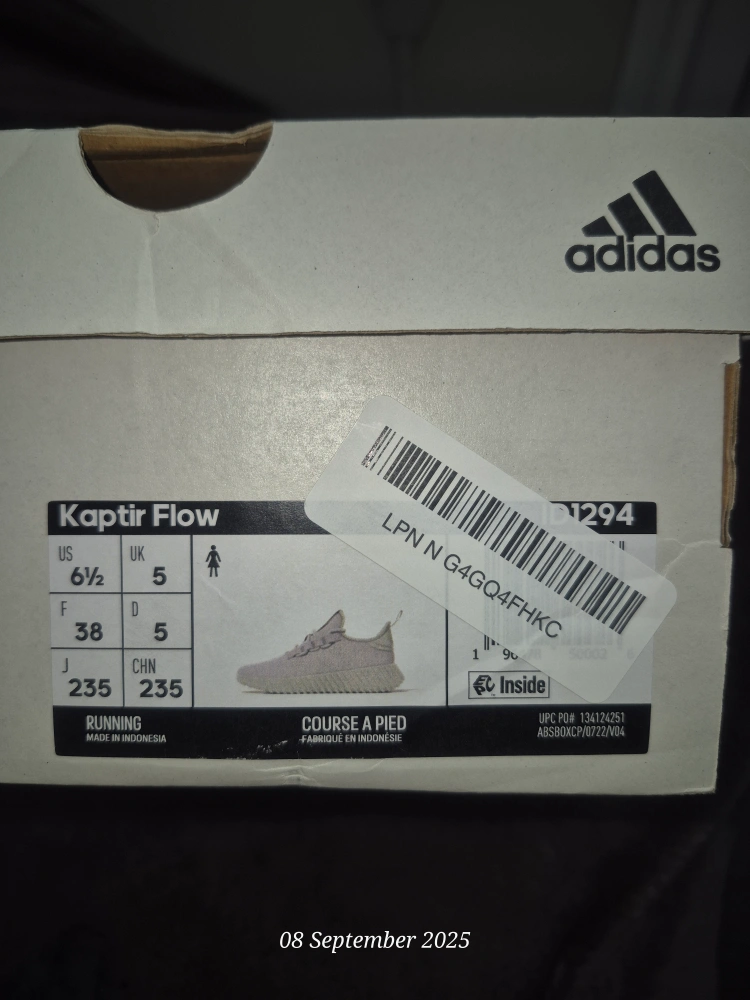 adidas
Kaptir Flow
1294
LPN N G4GQ4FHKC
US
6½
UK
5
F
38
D
5
J
235
CHN
235
Inside
RUNNING
MADE IN INDONESIA
COURSE A PIED
FABRIQUÉ EN INDONÉSIE
UPC PO# 134124251
ABSBOXCP/0722/V04
08 September 2025